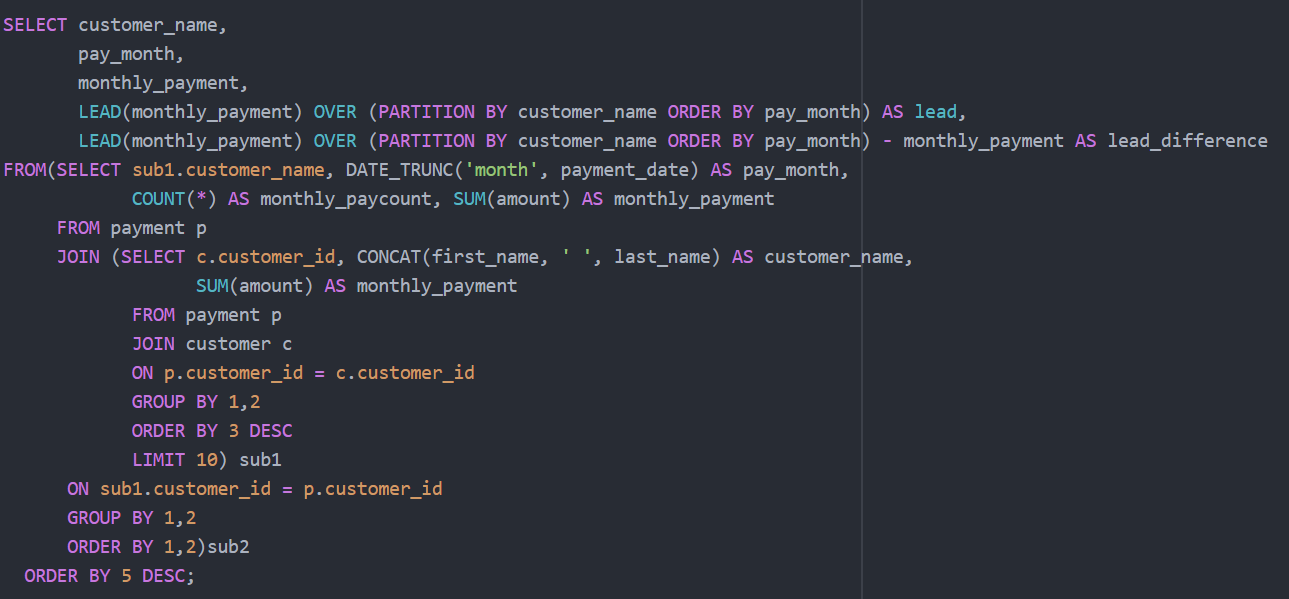 SELECT customer_name,
       pay_month,
       monthly_payment,
       LEAD(monthly_payment) OVER (PARTITION BY customer_name ORDER BY pay_month) AS lead,
       LEAD(monthly_payment) OVER (PARTITION BY customer_name ORDER BY pay_month) - monthly_payment AS lead_difference
FROM(SELECT sub1.customer_name, DATE_TRUNC('month', payment_date) AS pay_month,
            COUNT(*) AS monthly_paycount, SUM(amount) AS monthly_payment
     FROM payment p
     JOIN (SELECT c.customer_id, CONCAT(first_name, ' ', last_name) AS customer_name,
                  SUM(amount) AS monthly_payment
            FROM payment p
            JOIN customer c
            ON p.customer_id = c.customer_id
            GROUP BY 1,2
            ORDER BY 3 DESC
            LIMIT 10) sub1
      ON sub1.customer_id = p.customer_id
      GROUP BY 1,2
      ORDER BY 1,2)sub2
  ORDER BY 5 DESC;